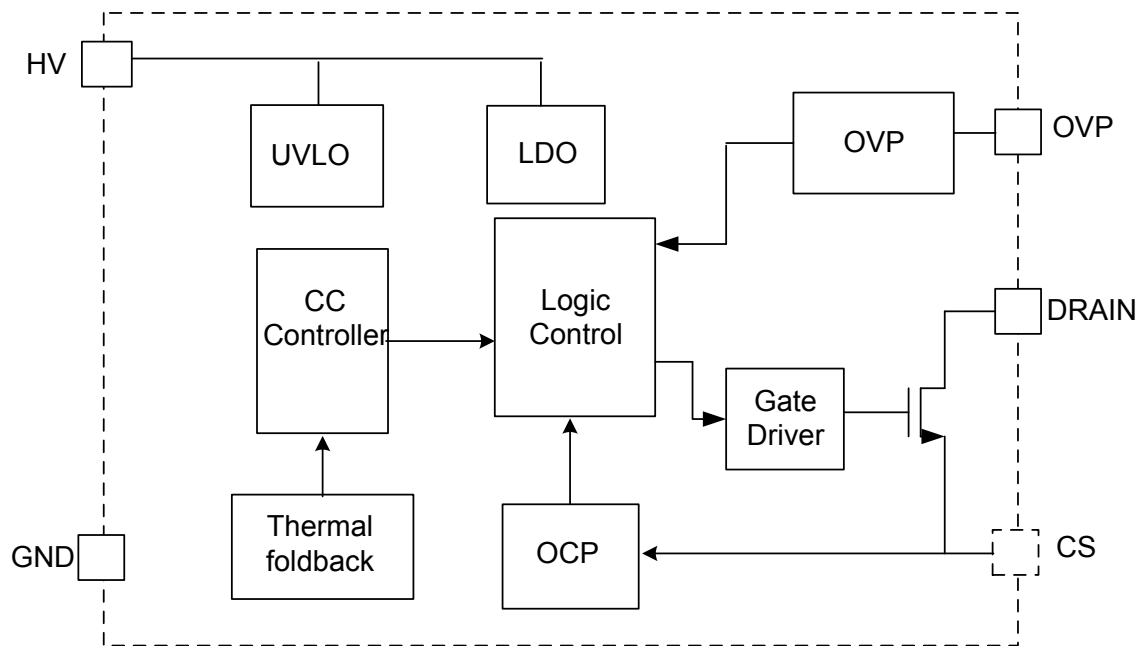 HV
UVLO
LDO
OVP
OVP
CC
Controller
Logic
Control
DRAIN
Gate
Driver
Thermal
foldback
OCP
GND
CS